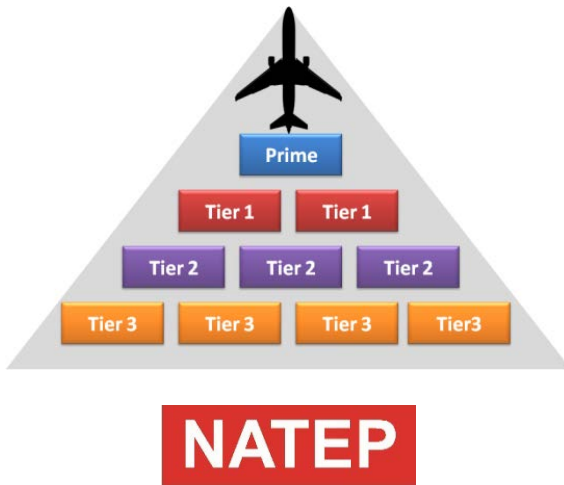 Prime
Tier 1 Tier 1
Tier 2 Tier 2 Tier 2
Tier 3 Tier 3 Tier 3 Tier3
NATEP